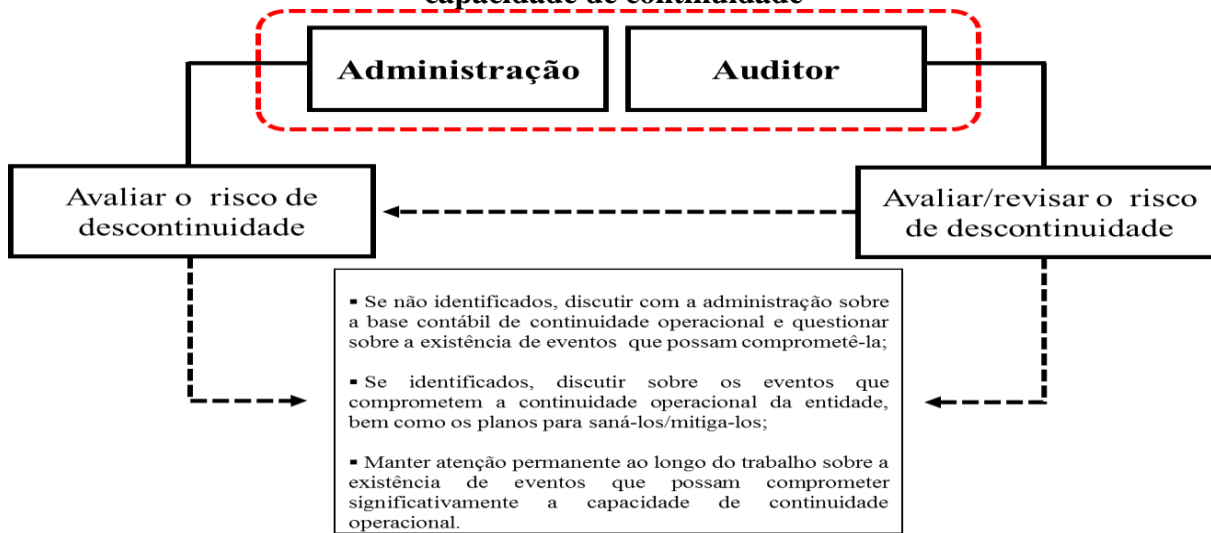 capacidade de continuidade
Administração
Auditor
Avaliar o risco de
descontinuidade
Avaliar/revisar o risco
de descontinuidade
▪ Se não identificados, discutir com a administração sobre
a base contábil de continuidade operacional e questionar
sobre a existência de eventos que possam comprometê-la;
▪ Se identificados, discutir sobre os eventos que
comprometem a continuidade operacional da entidade,
bem como os planos para saná-los/mitiga-los;
▪ Manter atenção permanente ao longo do trabalho sobre a
existência de eventos que possam comprometer
significativamente a capacidade de continuidade
operacional.